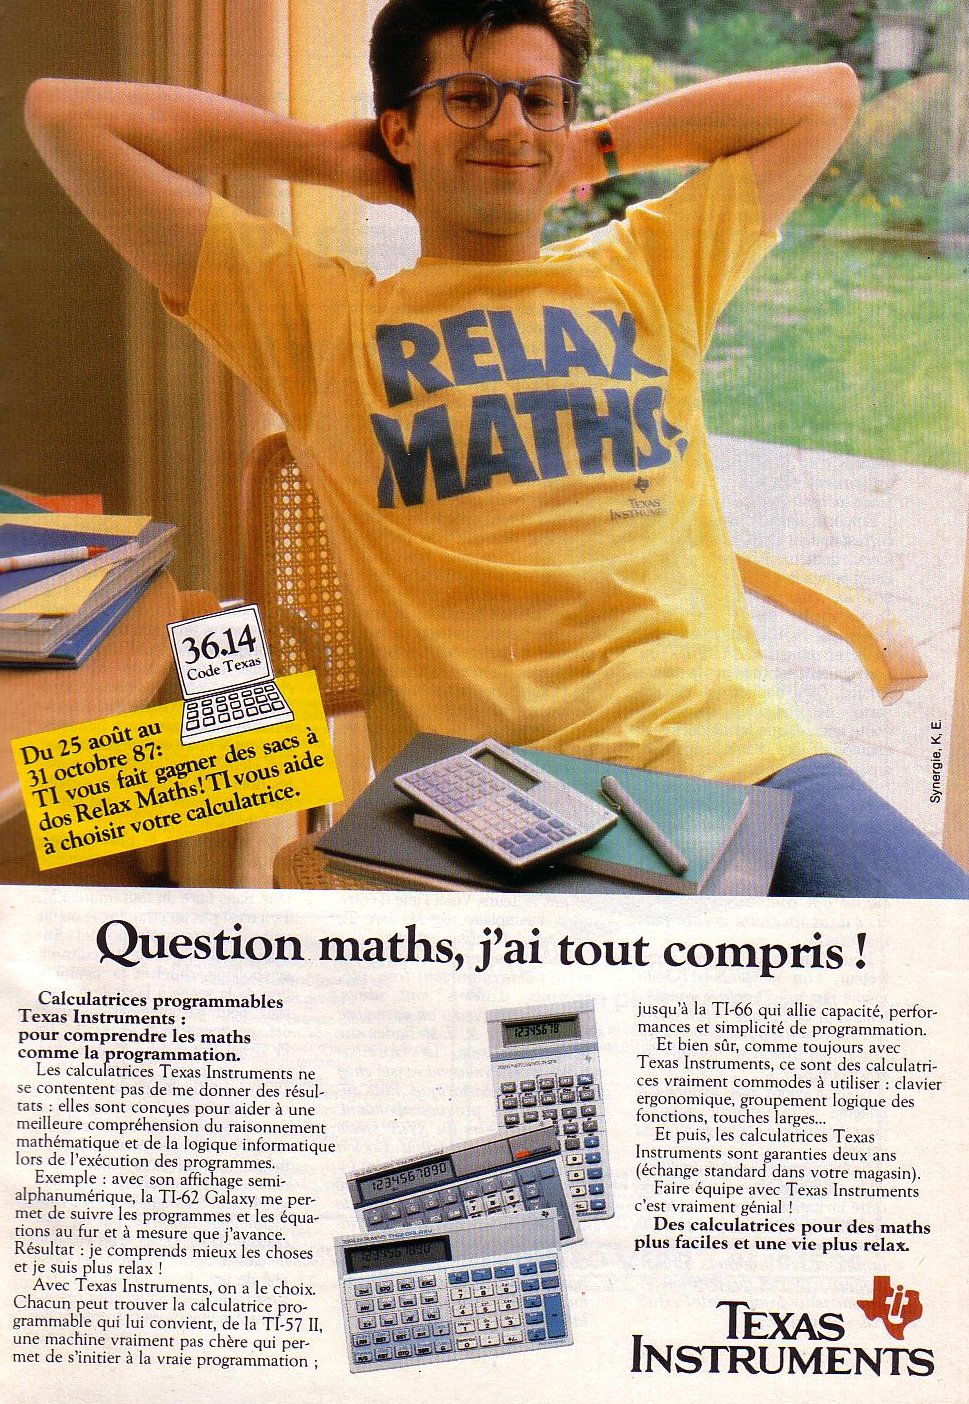 RELAX
MATHS!
TEXAS
INSTRUMENTS
36.14
Code Texas
Du 25 août au
31 octobre 87:
TI vous fait gagner des sacs à
dos Relax Maths! TI vous aide
à choisir votre calculatrice.
Synergie. K, E.
Question maths, j'ai tout compris !
Calculatrices programmables
Texas Instruments :
pour comprendre les maths
comme la programmation.
Les calculatrices Texas Instruments ne
se contentent pas de me donner des résul-
tats : elles sont conçues pour aider à une
meilleure compréhension du raisonnement
mathématique et de la logique informatique
lors de l'exécution des programmes.
Exemple : avec son affichage semi-
alphanumérique, la TI-62 Galaxy me per-
met de suivre les programmes et les équa-
tions au fur et à mesure que j'avance.
Résultat : je comprends mieux les choses
et je suis plus relax !
Avec Texas Instruments, on a le choix.
Chacun peut trouver la calculatrice pro-
grammable qui lui convient, de la TI-57 II,
une machine vraiment pas chère qui per-
met de s'initier à la vraie programmation ;
12345678
1234567890
1234567890
jusqu'à la TI-66 qui allie capacité, perfor-
mances et simplicité de programmation.
Et bien sûr, comme toujours avec
Texas Instruments, ce sont des calculatri-
ces vraiment commodes à utiliser : clavier
ergonomique, groupement logique des
fonctions, touches larges...
Et puis, les calculatrices Texas
Instruments sont garanties deux ans
(échange standard dans votre magasin).
Faire équipe avec Texas Instruments
c'est vraiment génial !
Des calculatrices pour des maths
plus faciles et une vie plus relax.
TEXAS
INSTRUMENTS